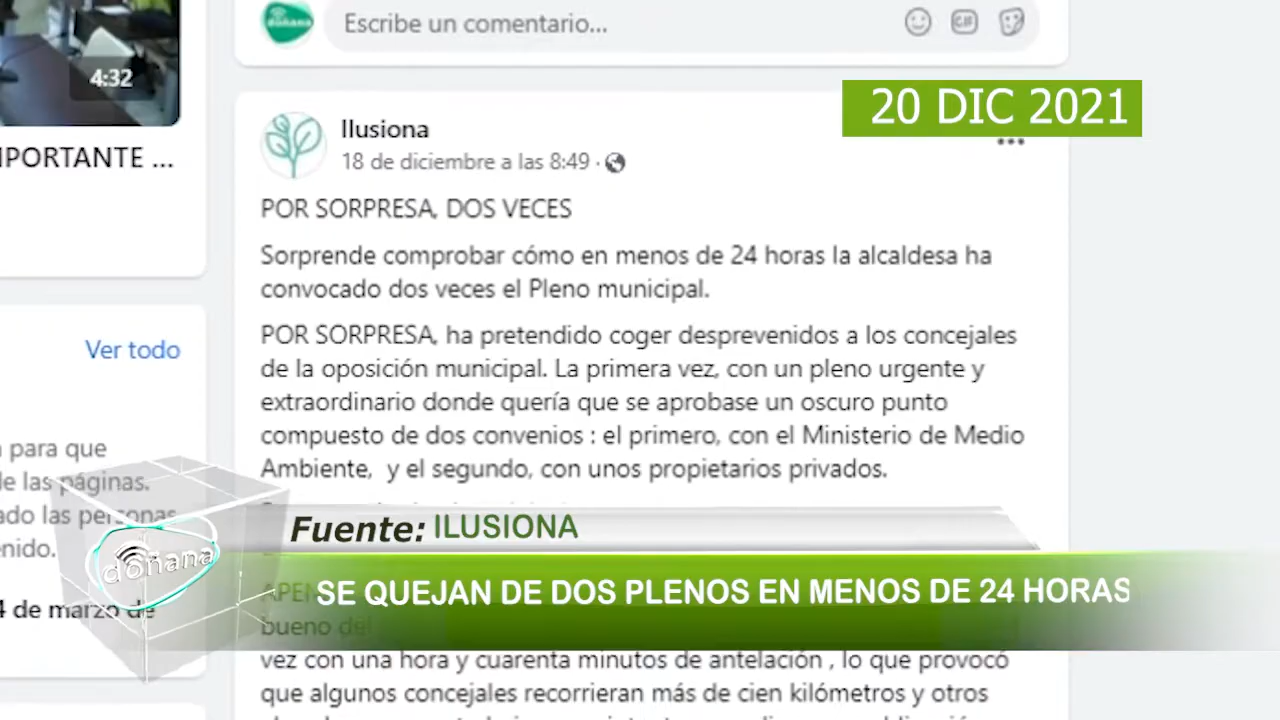 doñana
Escribe un comentario...
GIF
4:32
MPORTANTE ...
20 DIC 2021
Ilusiona
18 de diciembre a las 8:49 ·
POR SORPRESA, DOS VECES
Sorprende comprobar cómo en menos de 24 horas la alcaldesa ha
convocado dos veces el Pleno municipal.
POR SORPRESA, ha pretendido coger desprevenidos a los concejales
de la oposición municipal. La primera vez, con un pleno urgente y
extraordinario donde quería que se aprobase un oscuro punto
compuesto de dos convenios : el primero, con el Ministerio de Medio
Ambiente, y el segundo, con unos propietarios privados.
Ver todo
para que
de las páginas.
ado las personas
enido.
4 de marzo de
doñana
Fuente: ILUSIONA
SE QUEJAN DE DOS PLENOS EN MENOS DE 24 HORAS
bueno del
vez con una hora y cuarenta minutos de antelación , lo que provocó
que algunos concejales recorrieran más de cien kilómetros y otros